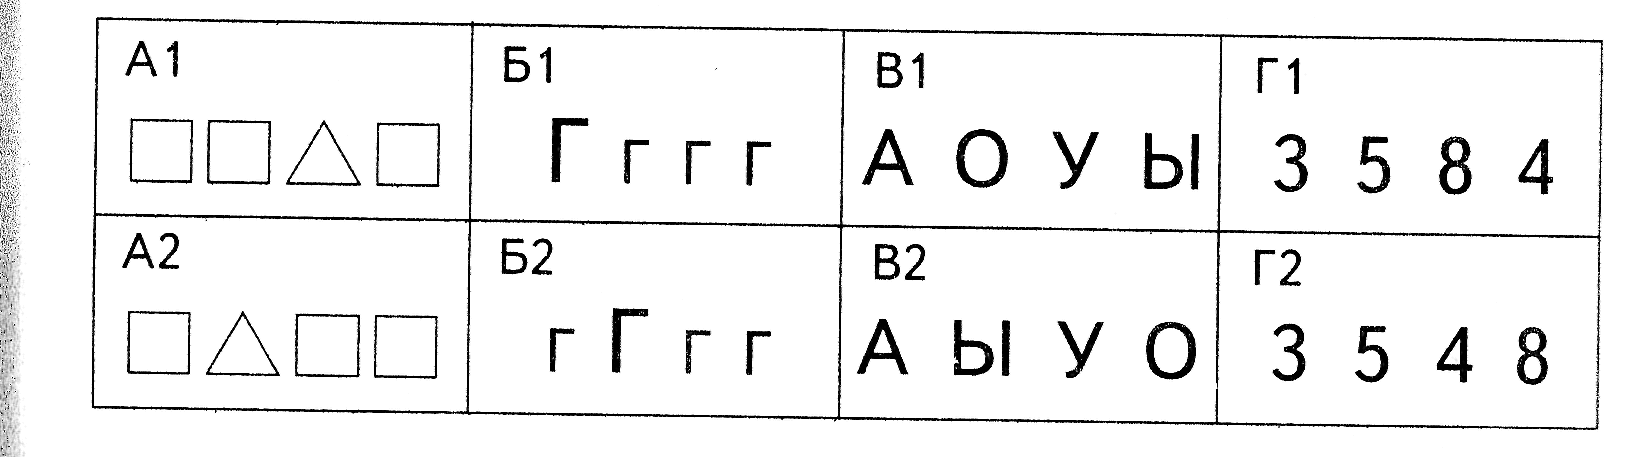 А1
Б1
Г г г г
В1
А О У Ы
Г1
3 5 8 4
А2
Б2
г Г г г
В2
А Ы У О
Г2
3 5 4 8